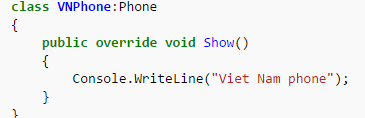 class VNPhone:Phone
{
    public override void Show()
    {
        Console.WriteLine("Viet Nam phone");
    }
}